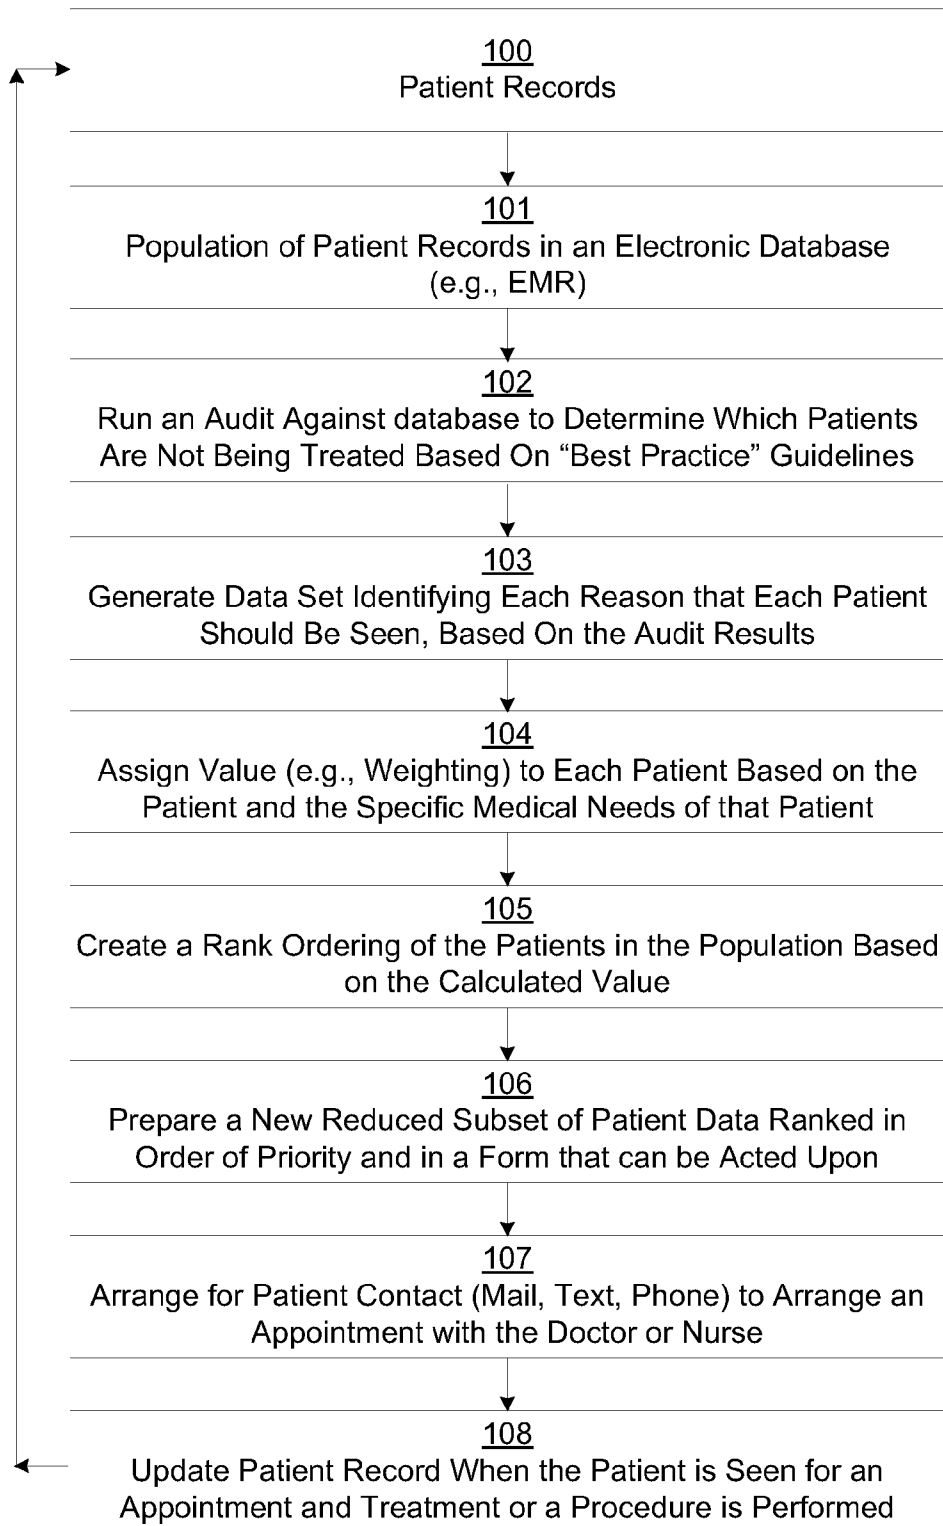 100
Patient Records
101
Population of Patient Records in an Electronic Database
(e.g., EMR)
102
Run an Audit Against database to Determine Which Patients
Are Not Being Treated Based On “Best Practice” Guidelines
103
Generate Data Set Identifying Each Reason that Each Patient
Should Be Seen, Based On the Audit Results
104
Assign Value (e.g., Weighting) to Each Patient Based on the
Patient and the Specific Medical Needs of that Patient
105
Create a Rank Ordering of the Patients in the Population Based
on the Calculated Value
106
Prepare a New Reduced Subset of Patient Data Ranked in
Order of Priority and in a Form that can be Acted Upon
107
Arrange for Patient Contact (Mail, Text, Phone) to Arrange an
Appointment with the Doctor or Nurse
108
Update Patient Record When the Patient is Seen for an
Appointment and Treatment or a Procedure is Performed